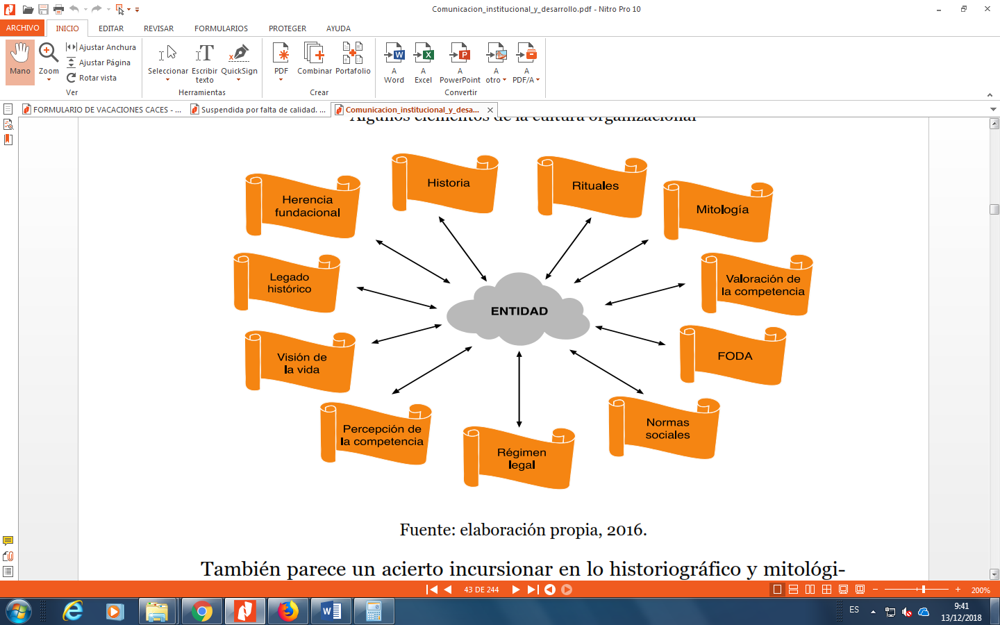 Comunicacion_institucional_y_desarrollo.pdf - Nitro Pro 10
ARCHIVO INICIO EDITAR REVISAR FORMULARIOS PROTEGER AYUDA
Mano
Zoom
Ajustar Anchura
Ajustar Página
Rotar vista
Ver
Seleccionar
Escribir
texto
QuickSign
Herramientas
PDF
Combinar
Portafolio
Crear
A
Word
A
Excel
A
PowerPoint
A
otro
A
PDF/A
Convertir
FORMULARIO DE VACACIONES CACES - ...
Suspendida por falta de calidad. ...
Comunicacion_institucional_y_desa...
Algunos elementos de la cultura organizacional
Historia
Rituales
Herencia
fundacional
Mitología
Legado
histórico
Valoración de
la competencia
ENTIDAD
Visión de
la vida
FODA
Percepción de
la competencia
Normas
sociales
Régimen
legal
Fuente: elaboración propia, 2016.
También parece un acierto incursionar en lo historiográfico y mitológi-
43 DE 244
200%
ES
9:41
13/12/2018